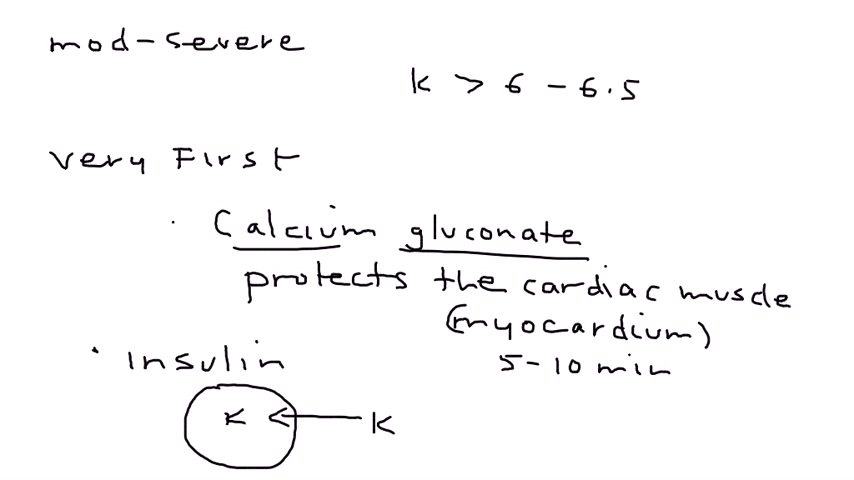 mod-severe
K > 6 - 6.5
very First
· Calcium gluconate
protects the cardiac muscle
(myocardium)
· Insulin
5-10 min
K ← K